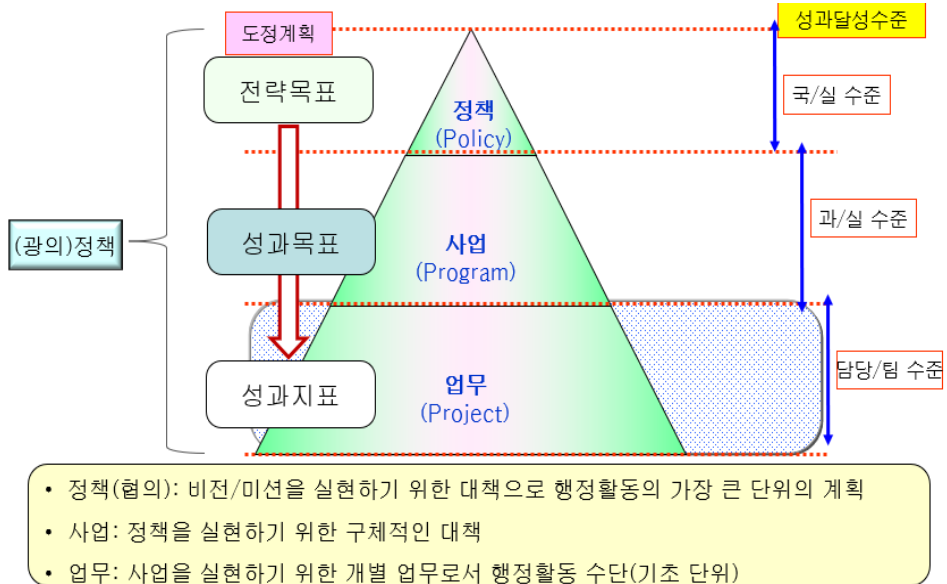 도정계획
성과달성수준
전략목표
국/실 수준
정책
(Policy)
(광의)정책
성과목표
과/실 수준
사업
(Program)
성과지표
담당/팀 수준
업무
(Project)
• 정책(협의): 비전/미션을 실현하기 위한 대책으로 행정활동의 가장 큰 단위의 계획
• 사업: 정책을 실현하기 위한 구체적인 대책
• 업무: 사업을 실현하기 위한 개별 업무로서 행정활동 수단(기초 단위)